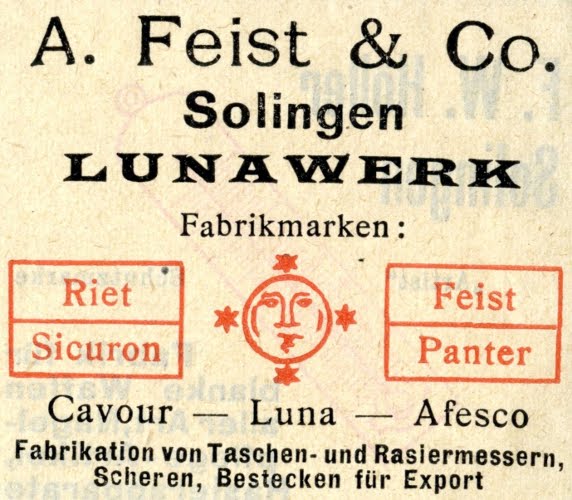 A. Feist & Co.
Solingen
LUNAWERK
Fabrikmarken:
Riet
Sicuron
Feist
Panter
Cavour — Luna — Afesco
Fabrikation von Taschen- und Rasiermessern,
Scheren, Bestecken für Export